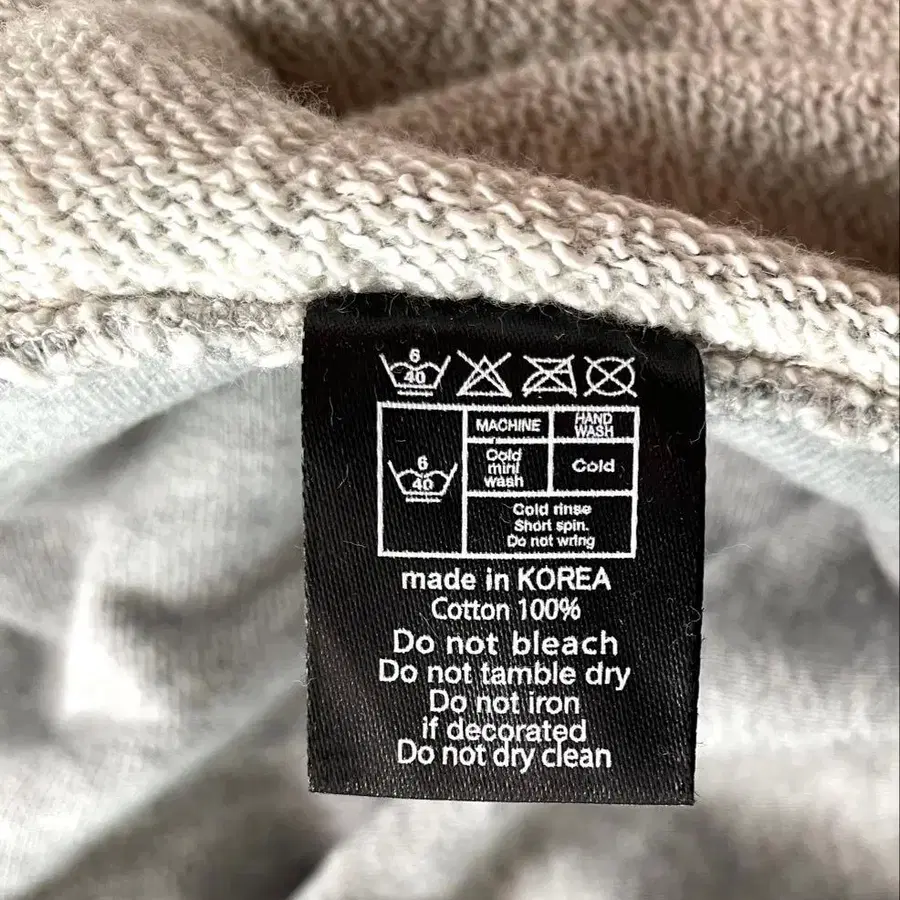 6
40
MACHINE
HAND WASH
6
40
Cold mini wash
Cold
Cold rinse
Short spin.
Do not wring
made in KOREA
Cotton 100%
Do not bleach
Do not tamble dry
Do not iron
if decorated
Do not dry clean